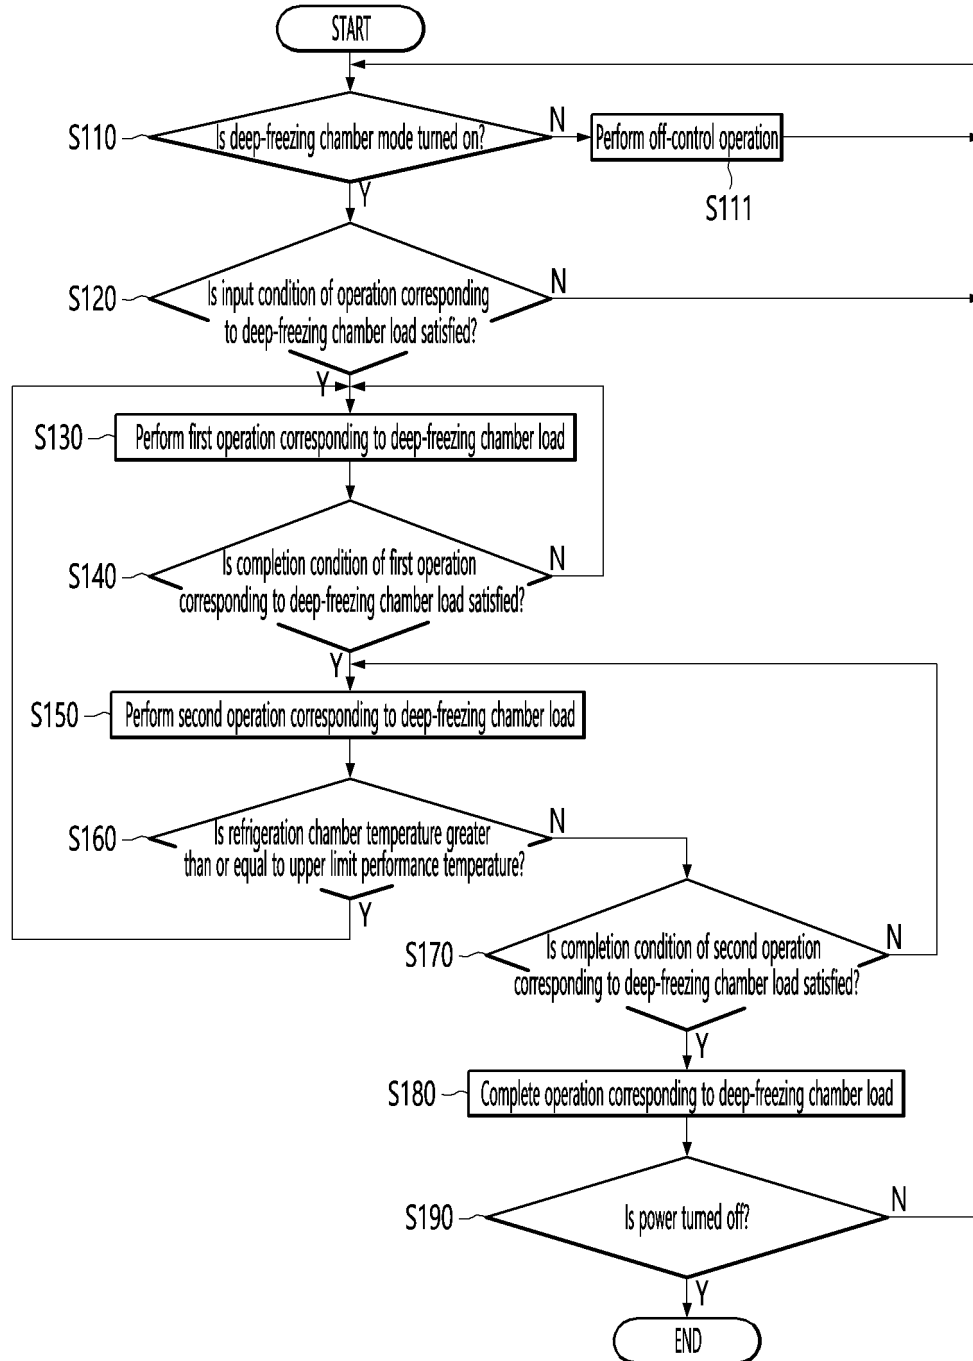 START
S110
Is deep-freezing chamber mode turned on?
N
Perform off-control operation
S111
Y
S120
Is input condition of operation corresponding
to deep-freezing chamber load satisfied?
N
Y
S130
Perform first operation corresponding to deep-freezing chamber load
S140
Is completion condition of first operation
corresponding to deep-freezing chamber load satisfied?
N
Y
S150
Perform second operation corresponding to deep-freezing chamber load
S160
Is refrigeration chamber temperature greater
than or equal to upper limit performance temperature?
N
Y
S170
Is completion condition of second operation
corresponding to deep-freezing chamber load satisfied?
N
Y
S180
Complete operation corresponding to deep-freezing chamber load
S190
Is power turned off?
N
Y
END